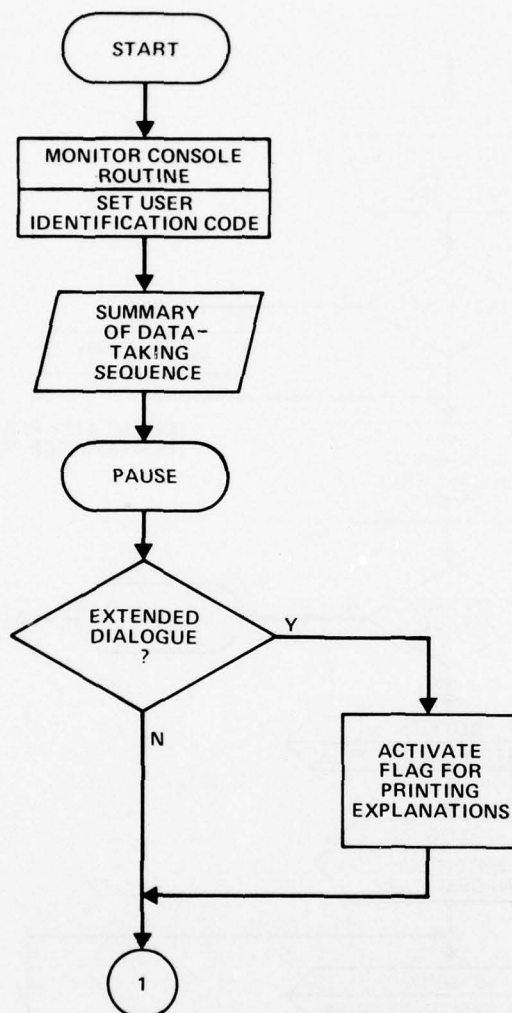 START
MONITOR CONSOLE
ROUTINE
SET USER
IDENTIFICATION CODE
SUMMARY
OF DATA-
TAKING
SEQUENCE
PAUSE
EXTENDED
DIALOGUE
?
Y
N
ACTIVATE
FLAG FOR
PRINTING
EXPLANATIONS
1